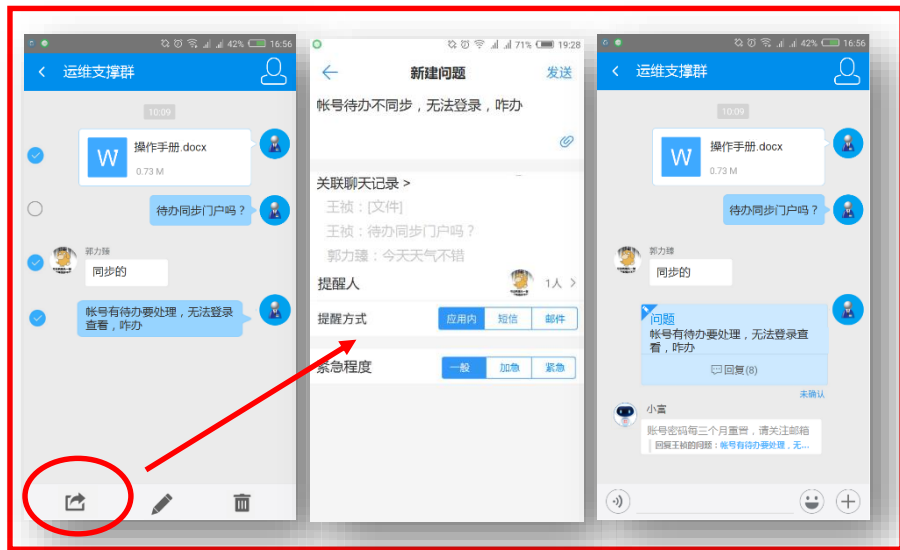 42% 16:56
运维支撑群
10:09
W
操作手册.docx
0.73 M
待办同步门户吗？
郭力臻
同步的
帐号有待办要处理，无法登录
查看，咋办
71% 19:28
新建问题
发送
帐号待办不同步，无法登录，咋办
关联聊天记录 >
王祯：[文件]
王祯：待办同步门户吗？
郭力臻：今天天气不错
提醒人
1人 >
提醒方式
应用内
短信
邮件
紧急程度
一般
加急
紧急
42% 16:56
运维支撑群
10:09
W
操作手册.docx
0.73 M
待办同步门户吗？
郭力臻
同步的
问题
帐号有待办要处理，无法登录查
看，咋办
回复(8)
未确认
小富
账号密码每三个月重置，请关注邮箱
回复王祯的问题：帐号有待办要处理，无...